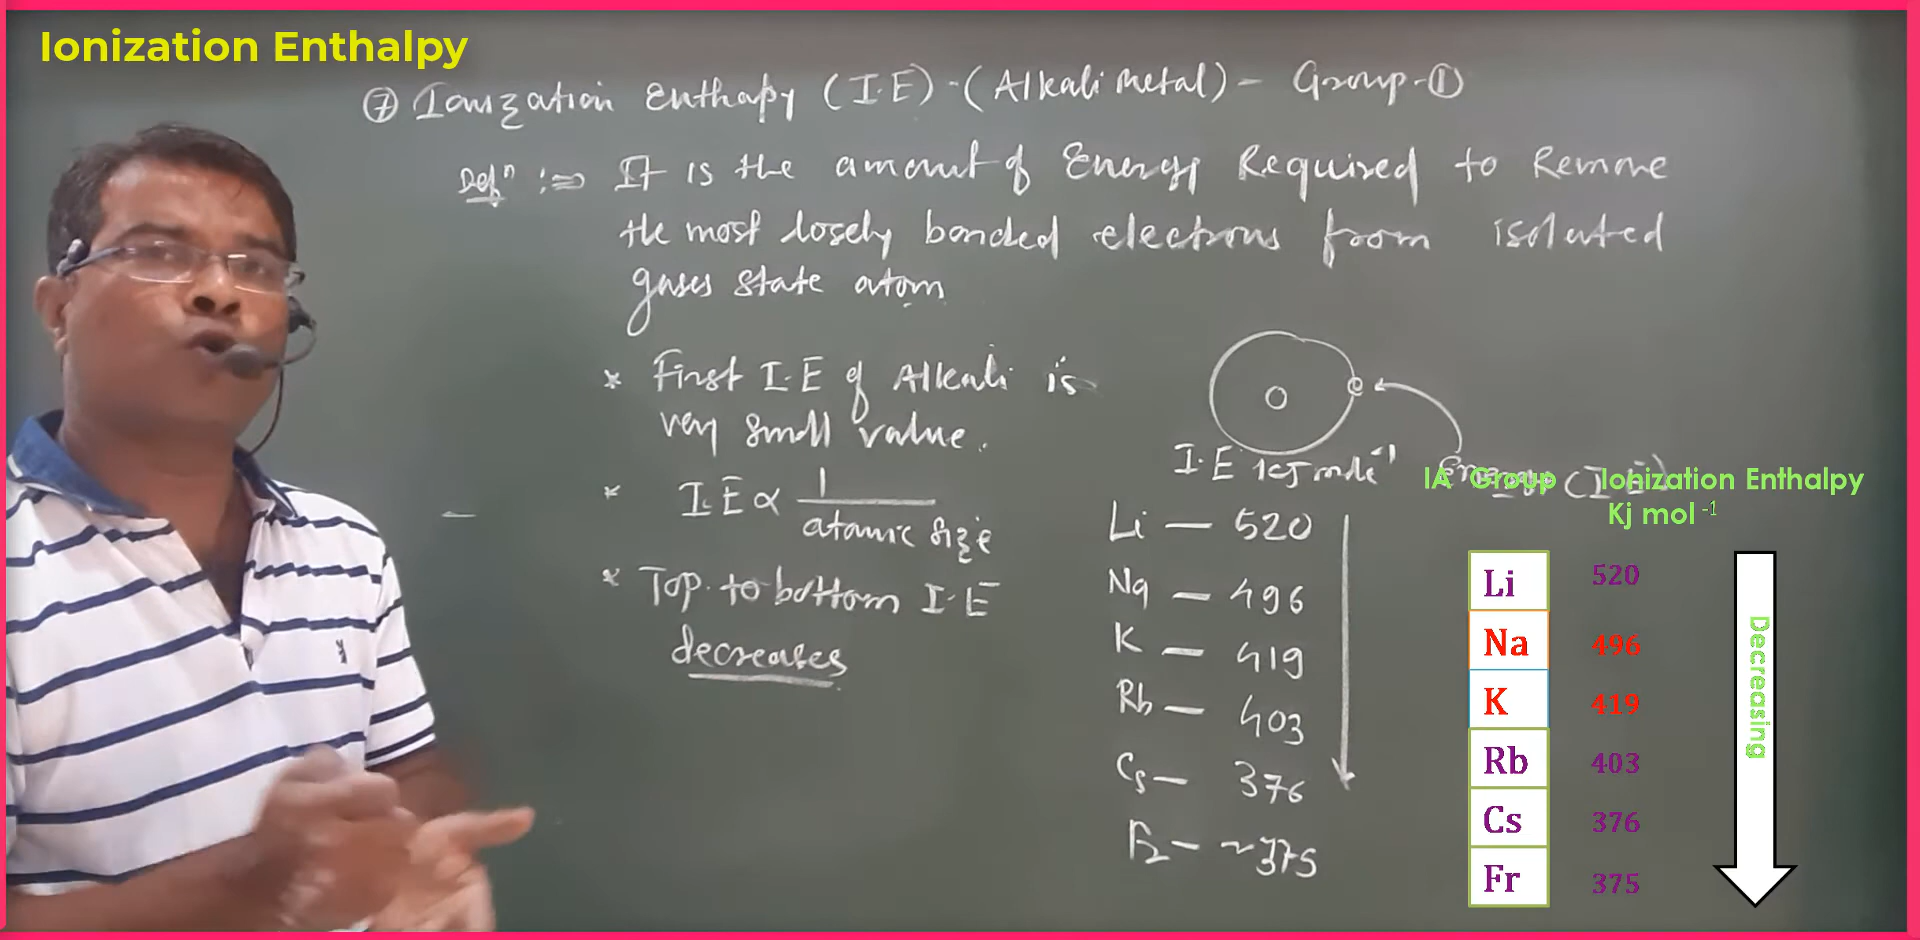 Ionization Enthalpy
⑦ Ionization Enthapy (I.E) - (Alkali Metal) - Group-①
Defⁿ :⇒ It is the amount of Energy Required to Remove
the most losely bonded electrons from isolated
gases state atom
* First I.E of Alkali is
very small value.
* I.E ∝ 1 / atomic size
* Top to bottom I.E
decreases
e
Energy (I.E)
I.E KJ mole⁻¹
Li — 520
Na — 496
K — 419
Rb — 403
Cs — 376
Fr — ~375
IA Group Ionization Enthalpy
Kj mol -1
Li 520
Na 496
K 419
Rb 403
Cs 376
Fr 375
Decreasing